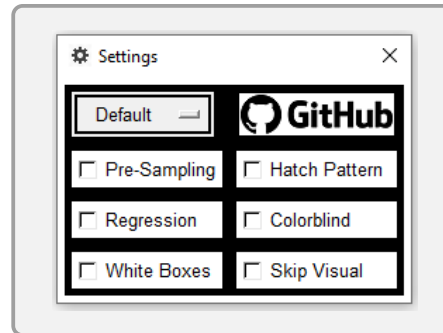 Settings
Default GitHub
Pre-Sampling Hatch Pattern
Regression Colorblind
White Boxes Skip Visual